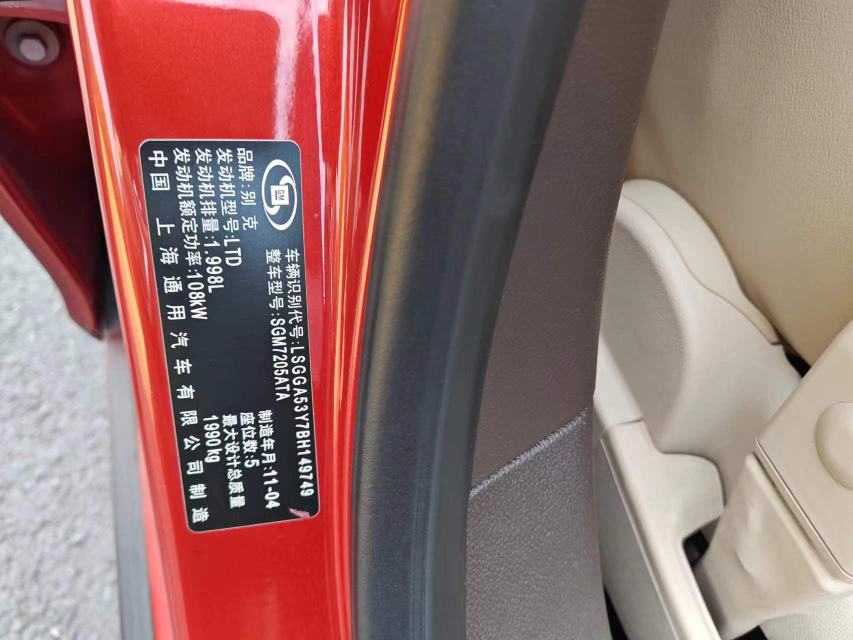 GM
车辆识别代号:LSGGA53Y7BH149749
整车型号:SGM7205ATA
品牌:别克
发动机型号:LTD
发动机排量:1.998L
发动机额定功率:108kW
制造年月:11-04
座位数:5
最大设计总质量
1990kg
中国 上海通用汽车有限公司制造